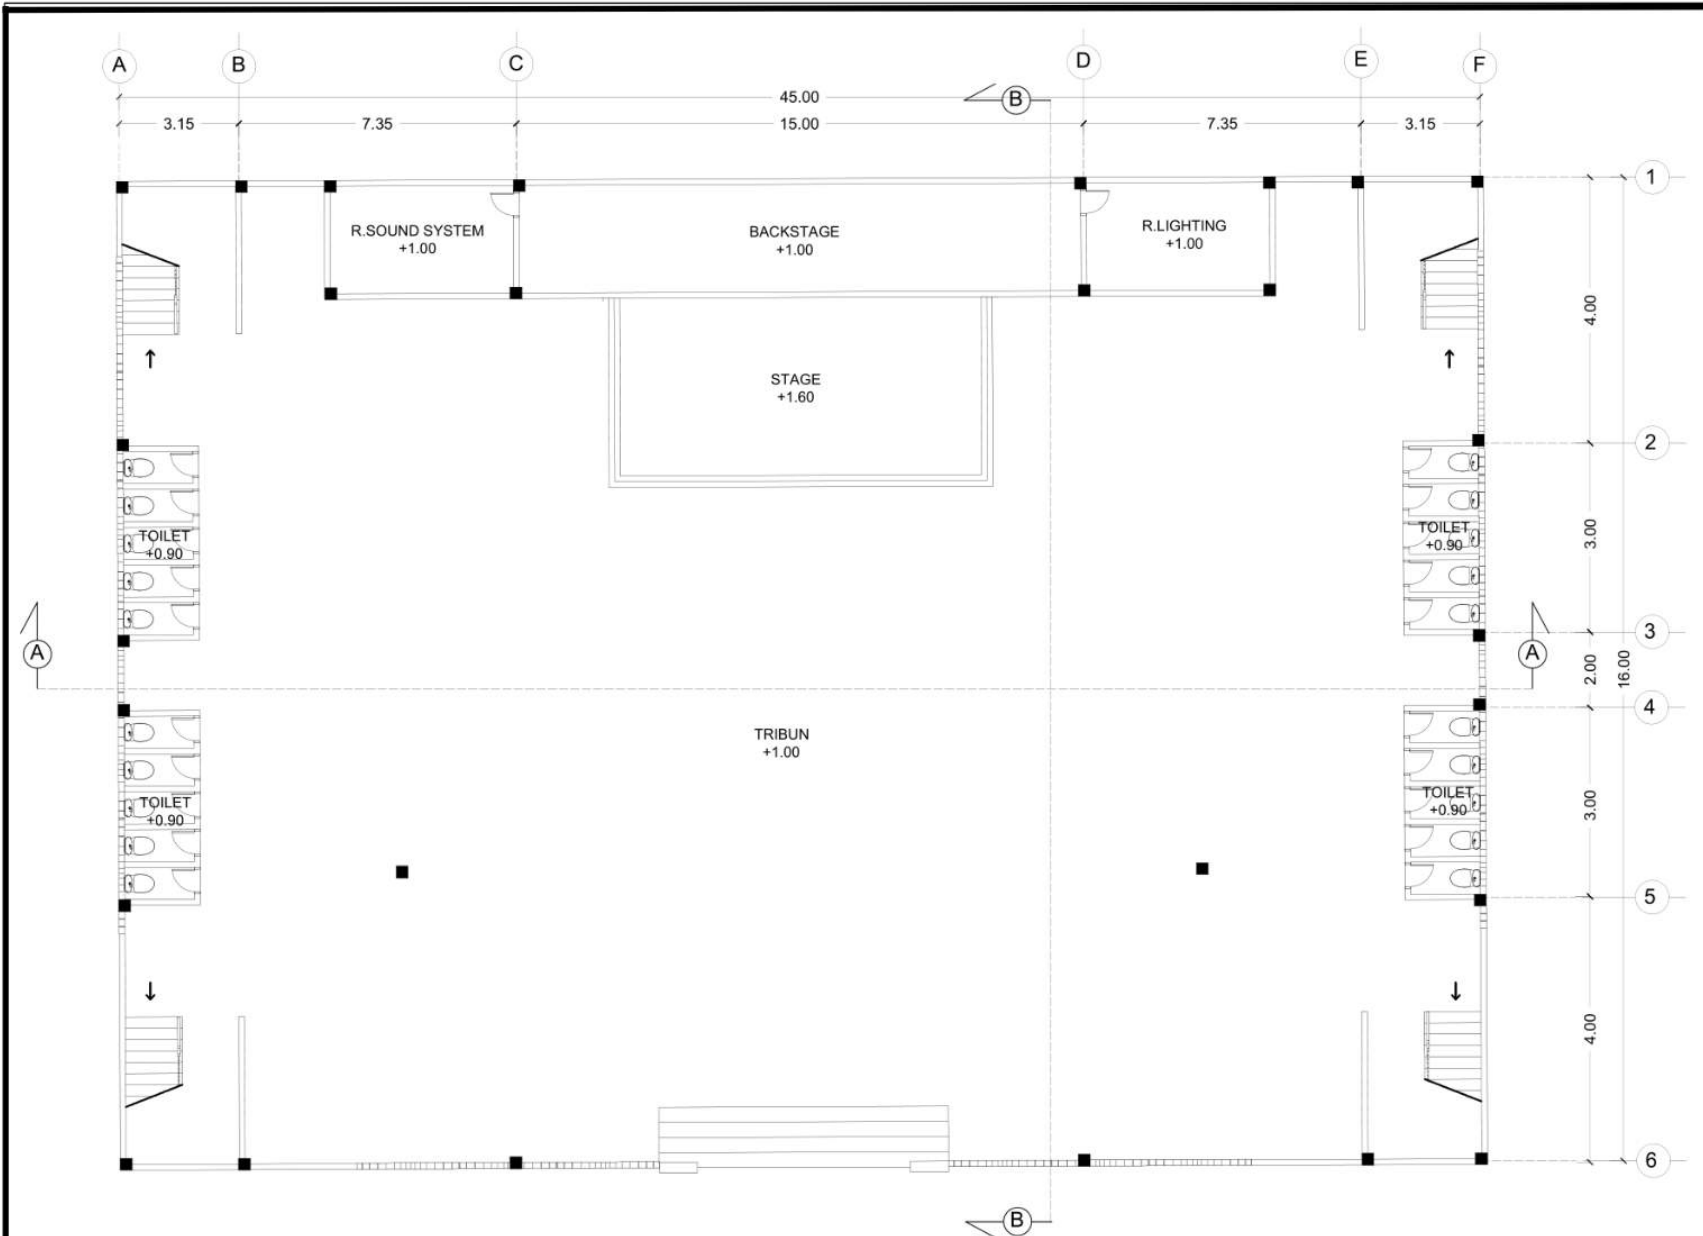 A B C D E F
45.00
B
3.15 7.35 15.00 7.35 3.15
1
R.SOUND SYSTEM
+1.00
BACKSTAGE
+1.00
R.LIGHTING
+1.00
4.00
STAGE
+1.60
2
TOILET
+0.90
TOILET
+0.90
3.00
3
A
A
2.00
16.00
4
TRIBUN
+1.00
TOILET
+0.90
TOILET
+0.90
3.00
5
4.00
6
B